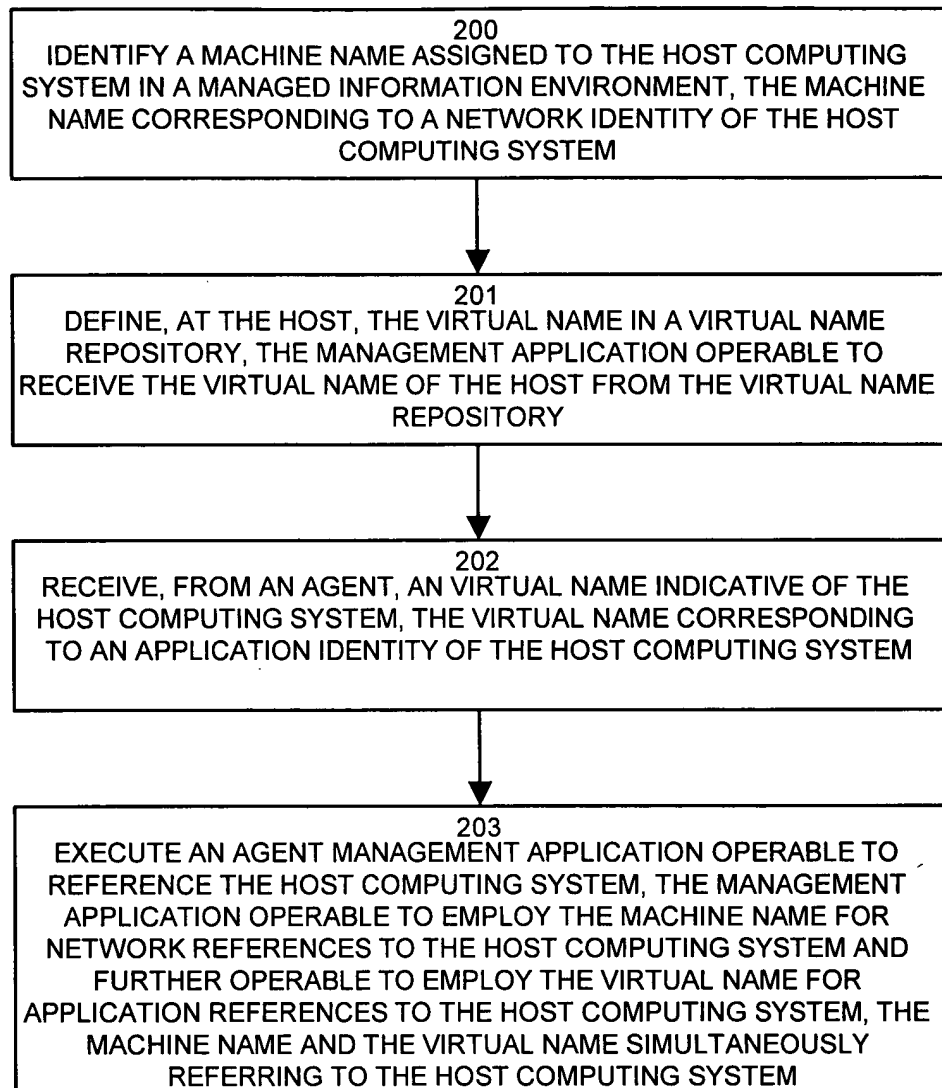 200
IDENTIFY A MACHINE NAME ASSIGNED TO THE HOST COMPUTING
SYSTEM IN A MANAGED INFORMATION ENVIRONMENT, THE MACHINE
NAME CORRESPONDING TO A NETWORK IDENTITY OF THE HOST
COMPUTING SYSTEM
201
DEFINE, AT THE HOST, THE VIRTUAL NAME IN A VIRTUAL NAME
REPOSITORY, THE MANAGEMENT APPLICATION OPERABLE TO
RECEIVE THE VIRTUAL NAME OF THE HOST FROM THE VIRTUAL NAME
REPOSITORY
202
RECEIVE, FROM AN AGENT, AN VIRTUAL NAME INDICATIVE OF THE
HOST COMPUTING SYSTEM, THE VIRTUAL NAME CORRESPONDING
TO AN APPLICATION IDENTITY OF THE HOST COMPUTING SYSTEM
203
EXECUTE AN AGENT MANAGEMENT APPLICATION OPERABLE TO
REFERENCE THE HOST COMPUTING SYSTEM, THE MANAGEMENT
APPLICATION OPERABLE TO EMPLOY THE MACHINE NAME FOR
NETWORK REFERENCES TO THE HOST COMPUTING SYSTEM AND
FURTHER OPERABLE TO EMPLOY THE VIRTUAL NAME FOR
APPLICATION REFERENCES TO THE HOST COMPUTING SYSTEM, THE
MACHINE NAME AND THE VIRTUAL NAME SIMULTANEOUSLY
REFERRING TO THE HOST COMPUTING SYSTEM